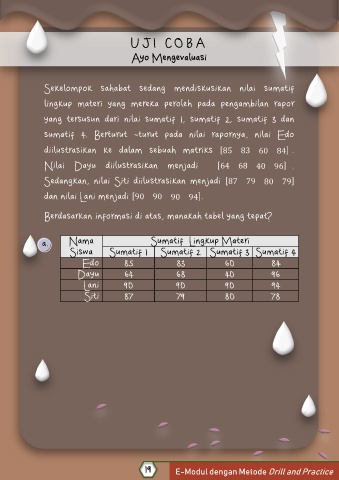 UJI COBA
Ayo Mengevaluasi
Sekelompok sahabat sedang mendiskusikan nilai sumatif
lingkup materi yang mereka peroleh pada pengambilan rapor
yang tersusun dari nilai sumatif 1, sumatif 2, sumatif 3 dan
sumatif 4. Berturut -turut pada nilai rapornya, nilai Edo
diilustrasikan ke dalam sebuah matriks [85 83 60 84].
Nilai Dayu diilustrasikan menjadi [64 68 40 96].
Sedangkan, nilai Siti diilustrasikan menjadi [87 79 80 79]
dan nilai Lani menjadi [90 90 90 94].
Berdasarkan informasi di atas, manakah tabel yang tepat?
a.
Nama Siswa Sumatif Lingkup Materi
Sumatif 1 Sumatif 2 Sumatif 3 Sumatif 4
Edo 85 83 60 84
Dayu 64 68 40 96
Lani 90 90 90 94
Siti 87 79 80 78
19
E-Modul dengan Metode Drill and Practice